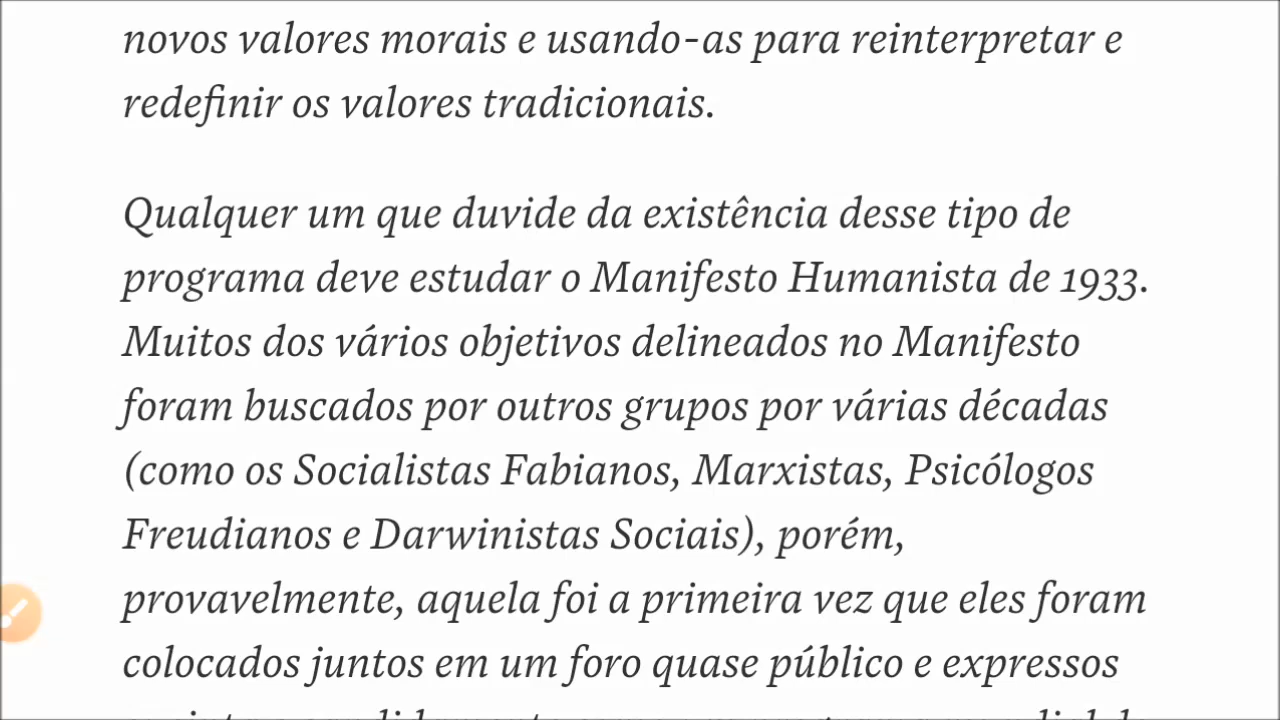 novos valores morais e usando-as para reinterpretar e
redefinir os valores tradicionais.
Qualquer um que duvide da existência desse tipo de
programa deve estudar o Manifesto Humanista de 1933.
Muitos dos vários objetivos delineados no Manifesto
foram buscados por outros grupos por várias décadas
(como os Socialistas Fabianos, Marxistas, Psicólogos
Freudianos e Darwinistas Sociais), porém,
provavelmente, aquela foi a primeira vez que eles foram
colocados juntos em um foro quase público e expressos